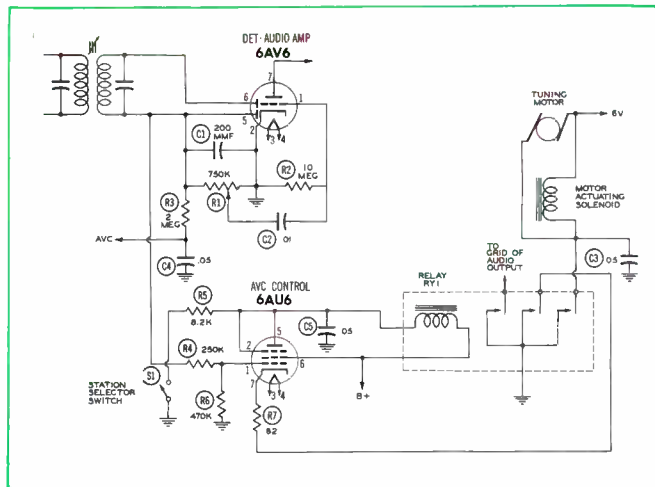 DET-AUDIO AMP
6AV6
7
6
1
5
2
3 4
C1
200
MMF
750K
R1
R2
10
MEG
C2
.01
R3
2
MEG
AVC
C4
.05
TUNING
MOTOR
6V
MOTOR
ACTUATING
SOLENOID
C3
0.5
TO
GRID OF
AUDIO
OUTPUT
RELAY
RY1
AVC CONTROL
6AU6
R5
8.2K
C5
.05
5
2
6
1
7
3 4
R4
250K
S1
STATION
SELECTOR
SWITCH
R6
470K
R7
82
B+